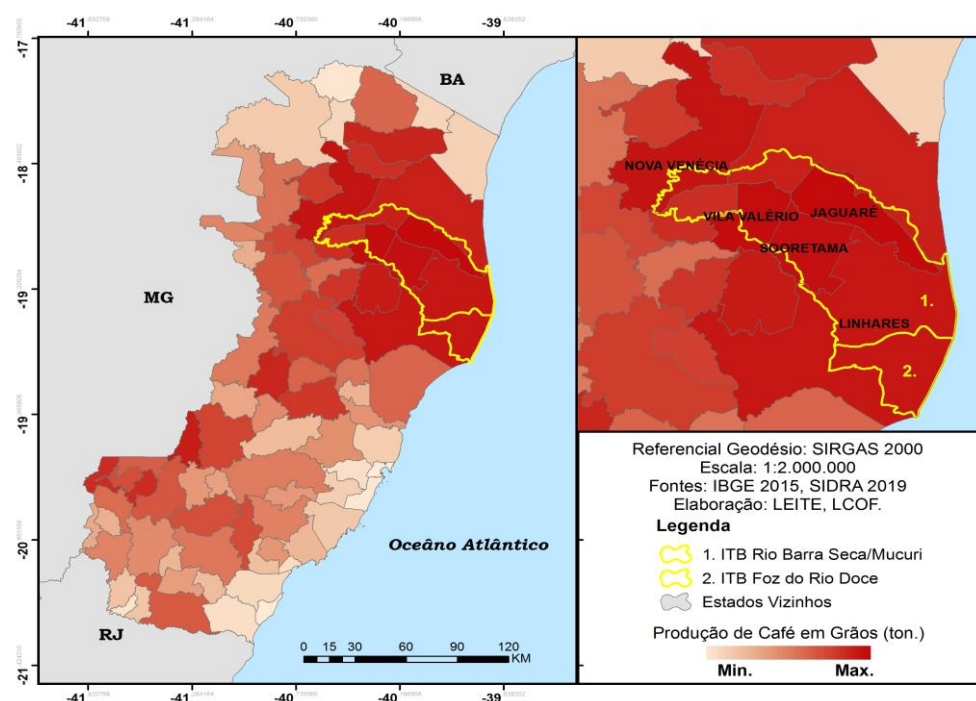 -41
-41
-40
-40
-39
-17
-18
-19
-19
-20
-21
BA
MG
RJ
Oceâno Atlântico
0 15 30 60 90 120
KM
-41
-41
-40
-40
-39
NOVA VENÉCIA
VILA VALÉRIO
JAGUARÉ
SOORETAMA
LINHARES
1.
2.
Referencial Geodésio: SIRGAS 2000
Escala: 1:2.000.000
Fontes: IBGE 2015, SIDRA 2019
Elaboração: LEITE, LCOF.
Legenda
1. ITB Rio Barra Seca/Mucuri
2. ITB Foz do Rio Doce
Estados Vizinhos
Produção de Café em Grãos (ton.)
Min. Max.